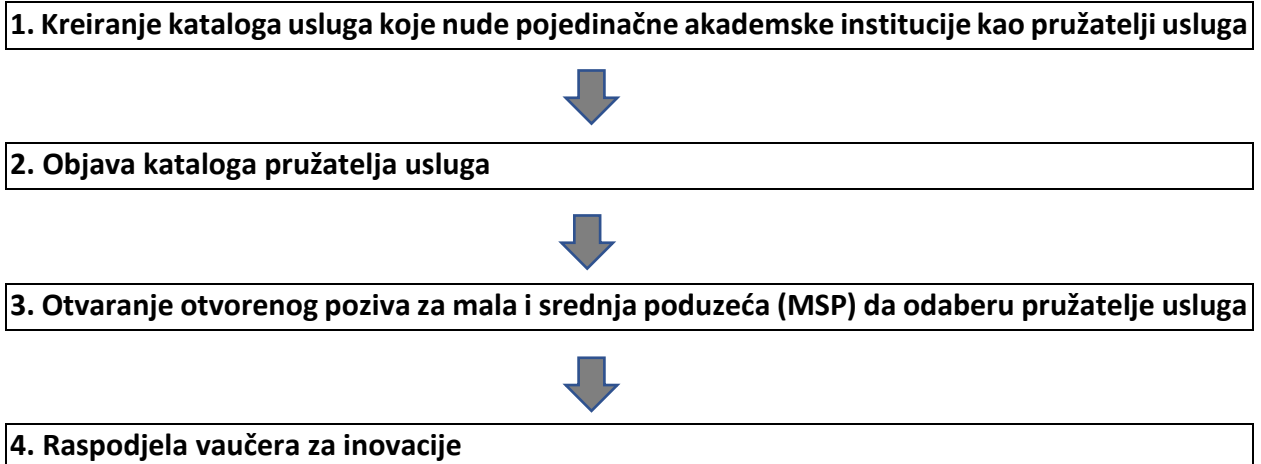 1. Kreiranje kataloga usluga koje nude pojedinačne akademske institucije kao pružatelji usluga
2. Objava kataloga pružatelja usluga
3. Otvaranje otvorenog poziva za mala i srednja poduzeća (MSP) da odaberu pružatelje usluga
4. Raspodjela vaučera za inovacije